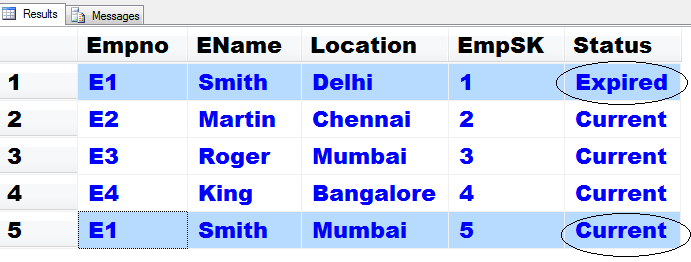 Results Messages
Empno EName Location EmpSK Status
1 E1 Smith Delhi 1 Expired
2 E2 Martin Chennai 2 Current
3 E3 Roger Mumbai 3 Current
4 E4 King Bangalore 4 Current
5 E1 Smith Mumbai 5 Current